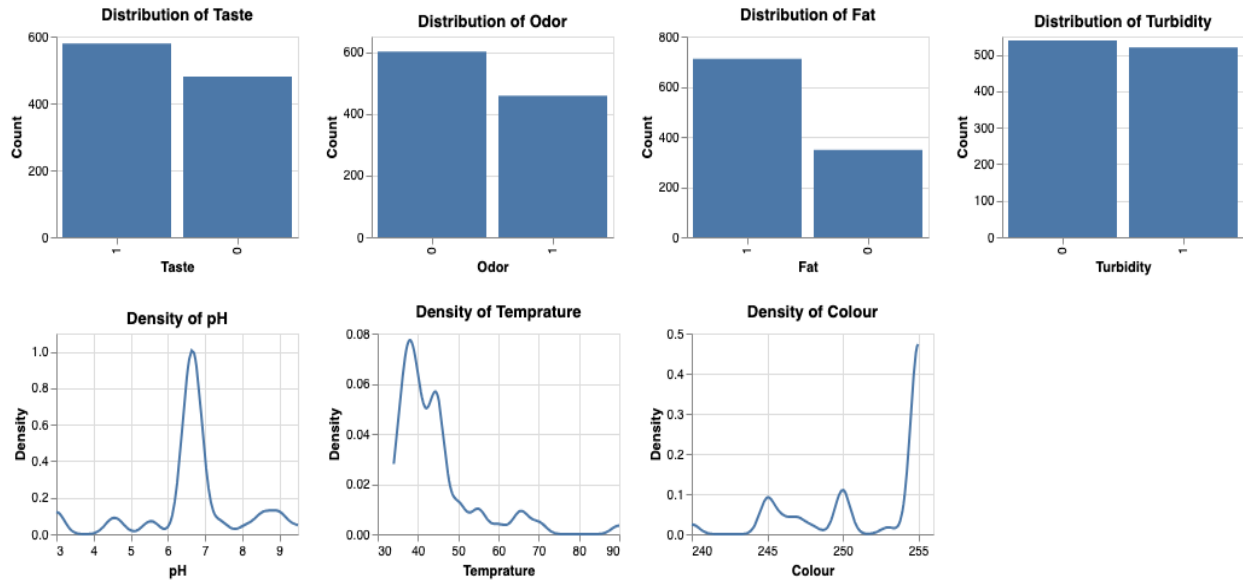 Distribution of Taste
600
400
200
0
Count
1
0
Taste
Distribution of Odor
600
400
200
0
Count
0
1
Odor
Distribution of Fat
800
600
400
200
0
Count
1
0
Fat
Distribution of Turbidity
500
400
300
200
100
0
Count
0
1
Turbidity
Density of pH
1.0
0.8
0.6
0.4
0.2
0.0
Density
3 4 5 6 7 8 9
pH
Density of Temprature
0.08
0.06
0.04
0.02
0.00
Density
30 40 50 60 70 80 90
Temprature
Density of Colour
0.5
0.4
0.3
0.2
0.1
0.0
Density
240 245 250 255
Colour